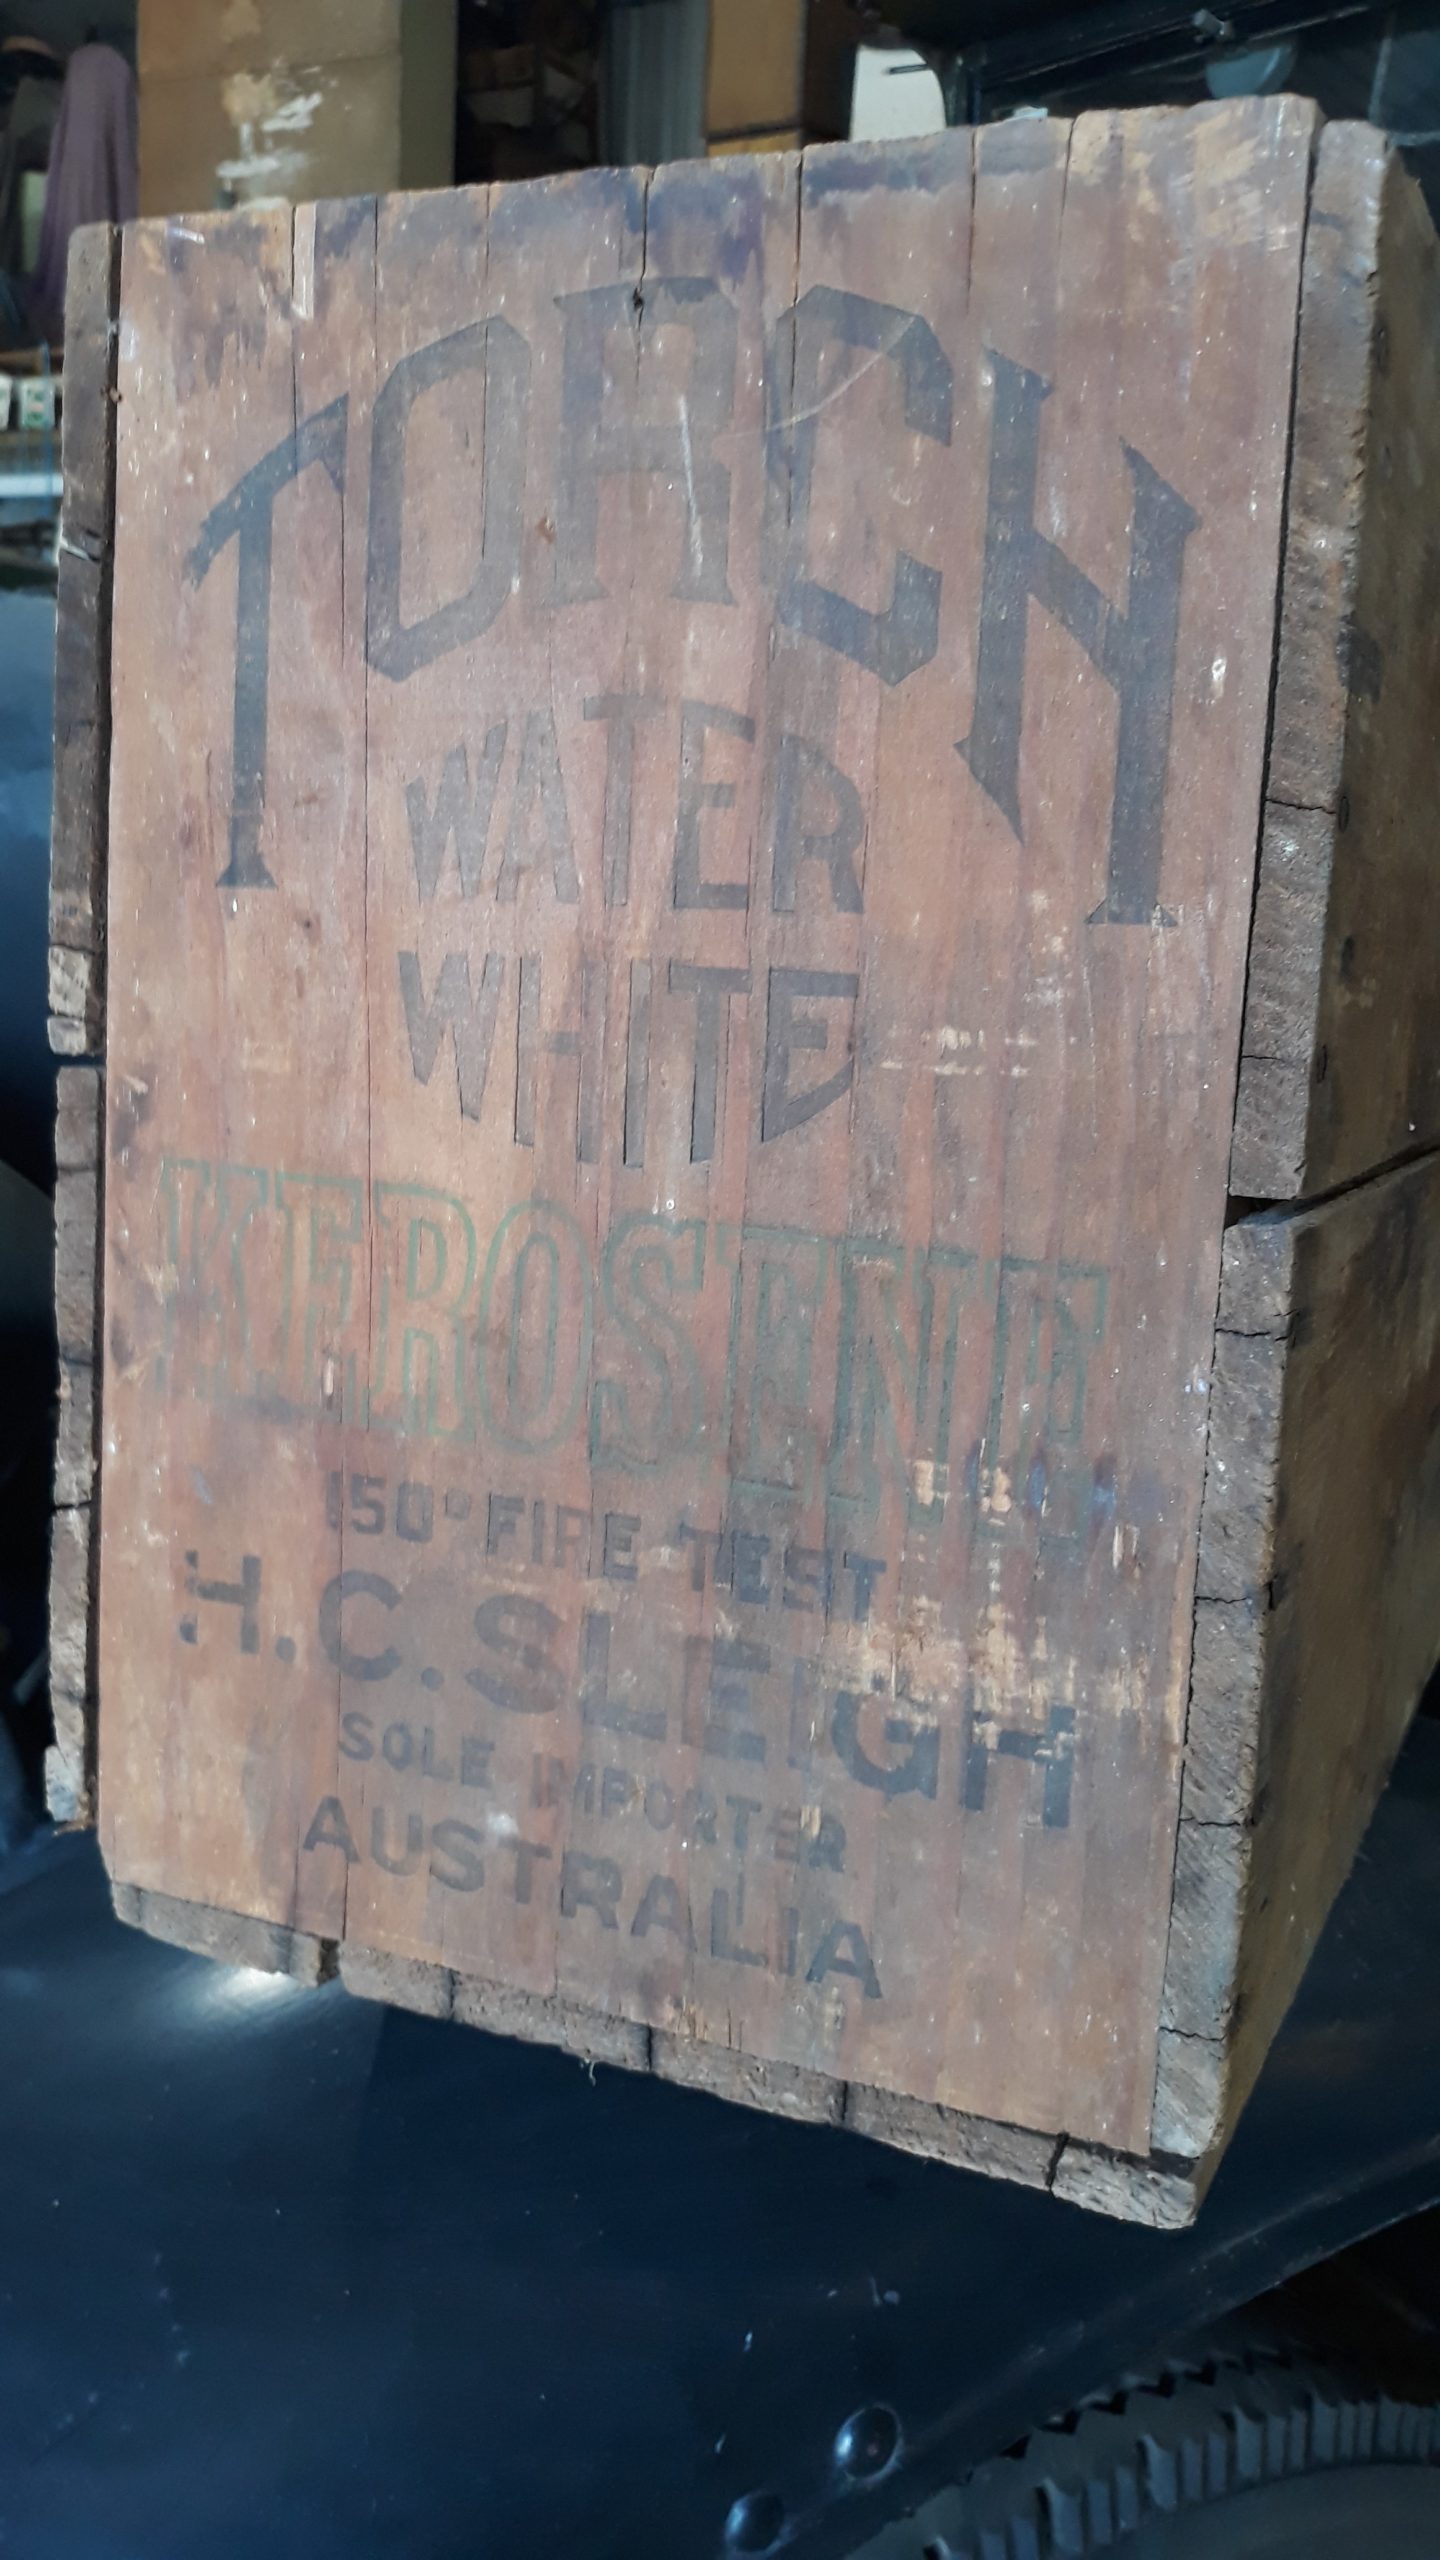 TORCH
WATER
WHITE
KEROSENE
150° FIRE TEST
H.C. SLEIGH
SOLE IMPORTER
AUSTRALIA